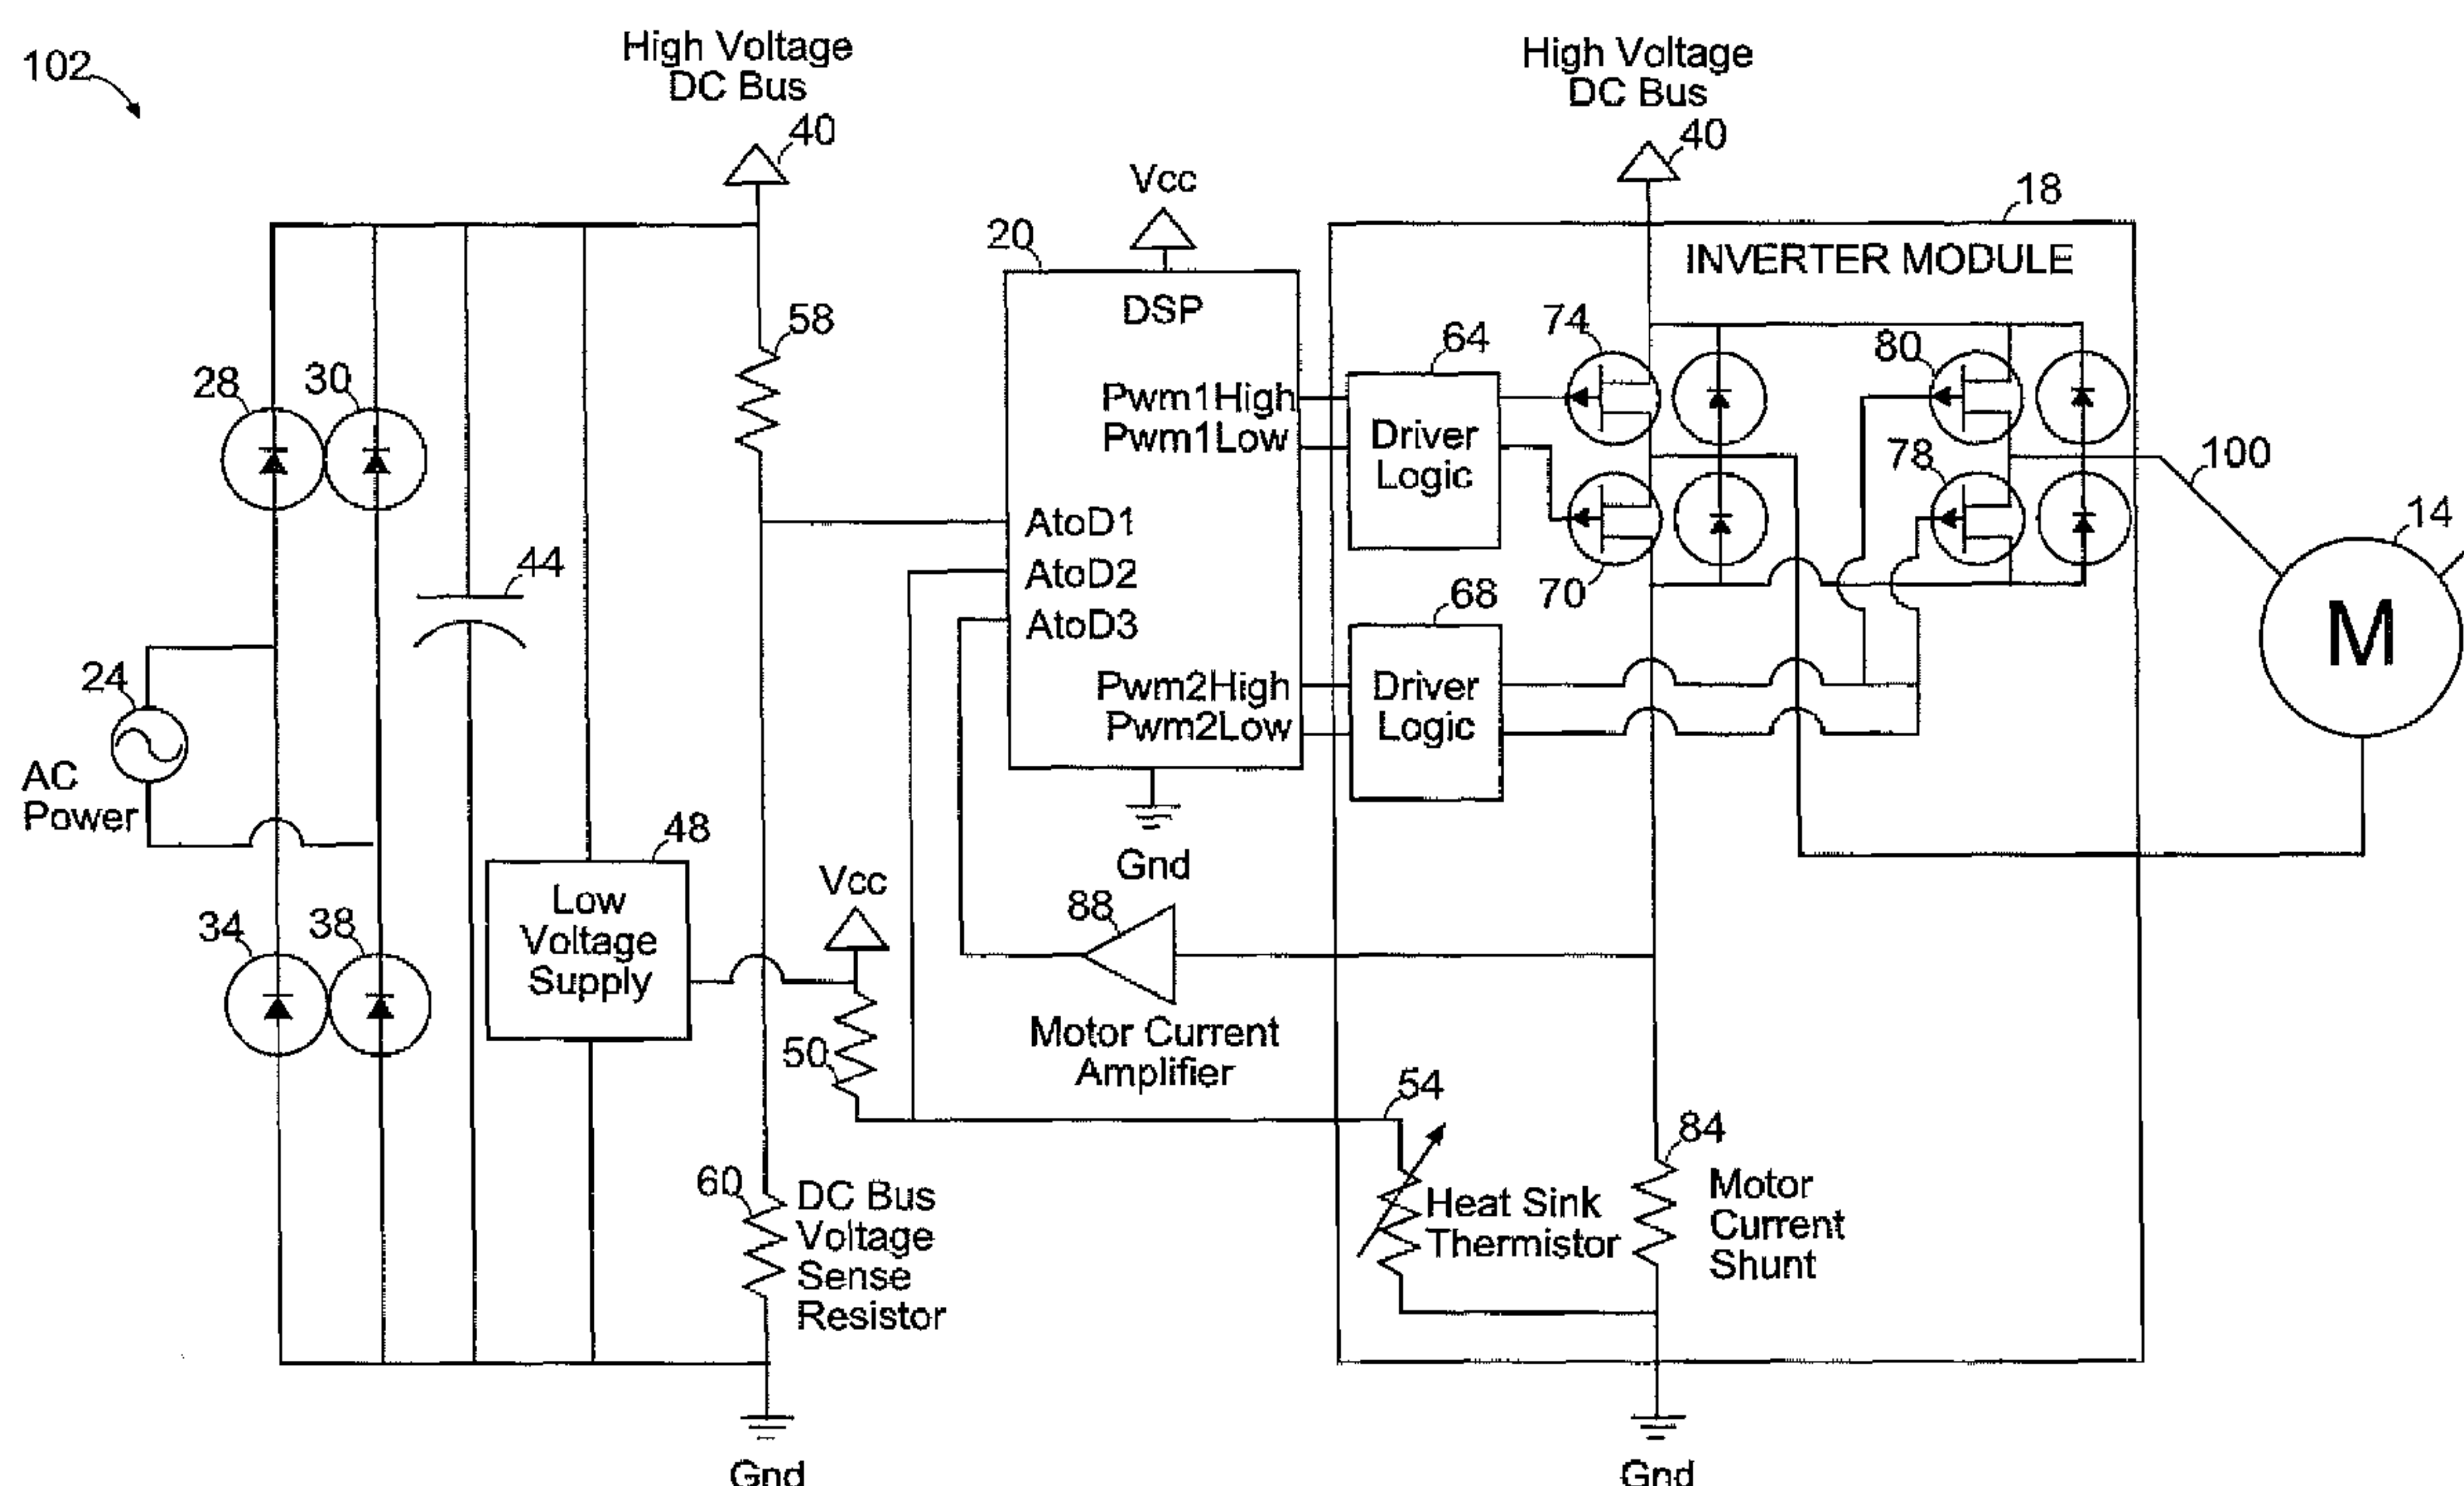 102
High Voltage
DC Bus
40
High Voltage
DC Bus
40
18
INVERTER MODULE
Vcc
20
DSP
Pwm1High
Pwm1Low
AtoD1
AtoD2
AtoD3
Pwm2High
Pwm2Low
Gnd
58
28
30
44
24
AC
Power
34
38
48
Low
Voltage
Supply
Vcc
50
60
DC Bus
Voltage
Sense
Resistor
Gnd
64
Driver
Logic
68
Driver
Logic
74
70
80
78
100
14
M
88
Motor Current
Amplifier
54
Heat Sink
Thermistor
84
Motor
Current
Shunt
Gnd